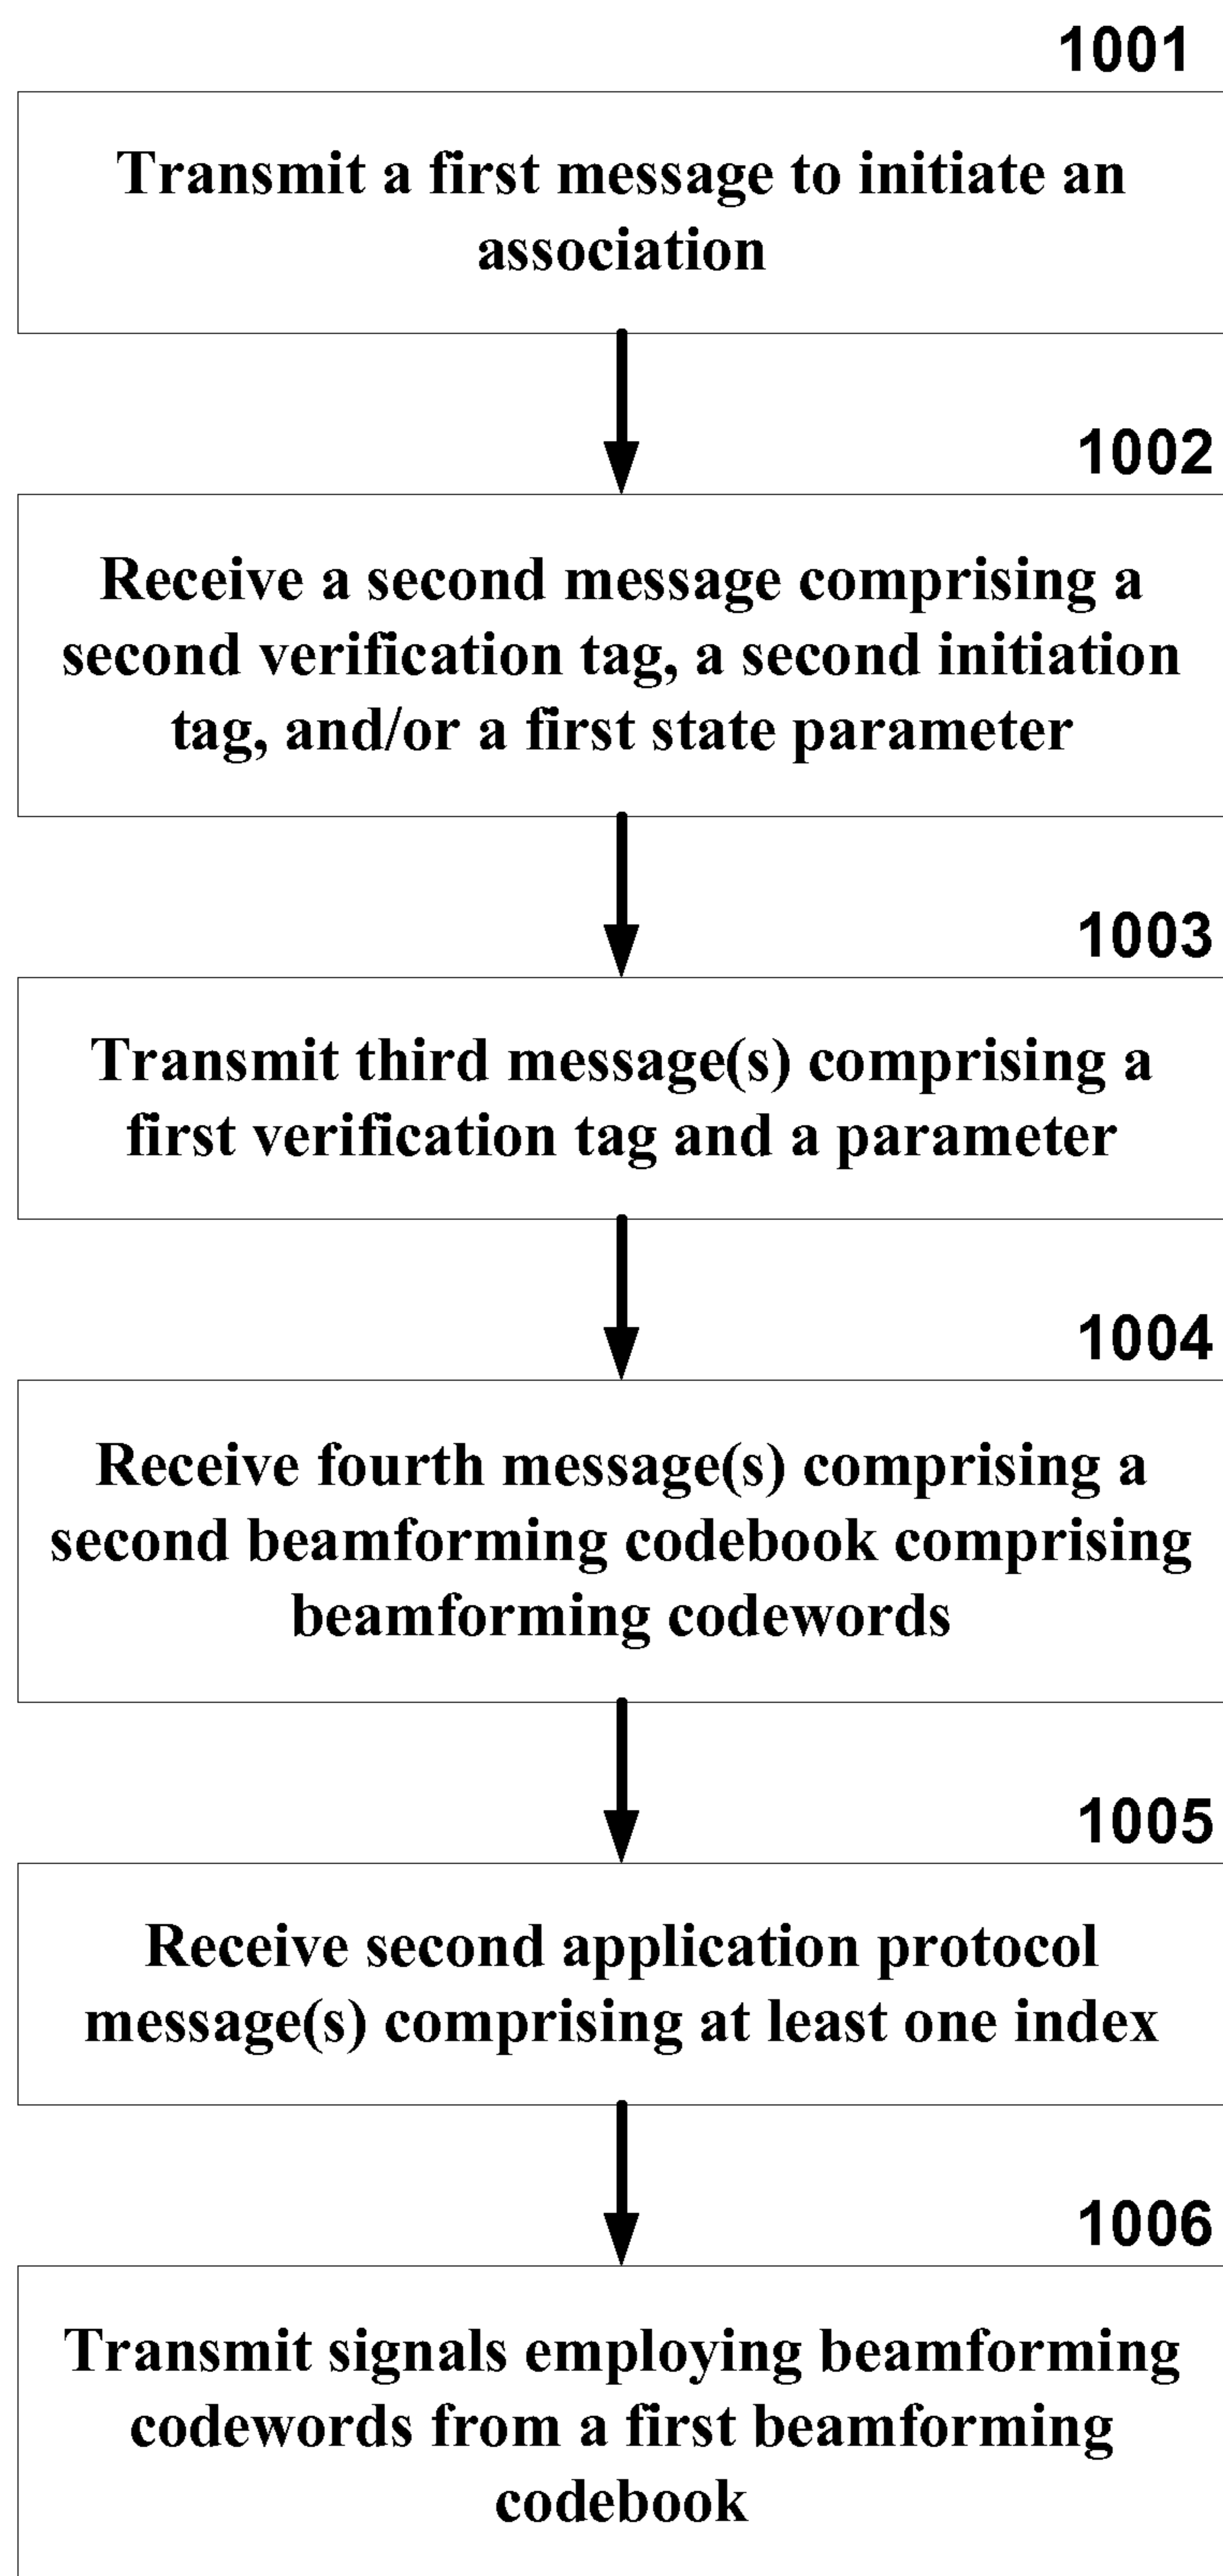 1001
Transmit a first message to initiate an
association
1002
Receive a second message comprising a
second verification tag, a second initiation
tag, and/or a first state parameter
1003
Transmit third message(s) comprising a
first verification tag and a parameter
1004
Receive fourth message(s) comprising a
second beamforming codebook comprising
beamforming codewords
1005
Receive second application protocol
message(s) comprising at least one index
1006
Transmit signals employing beamforming
codewords from a first beamforming
codebook